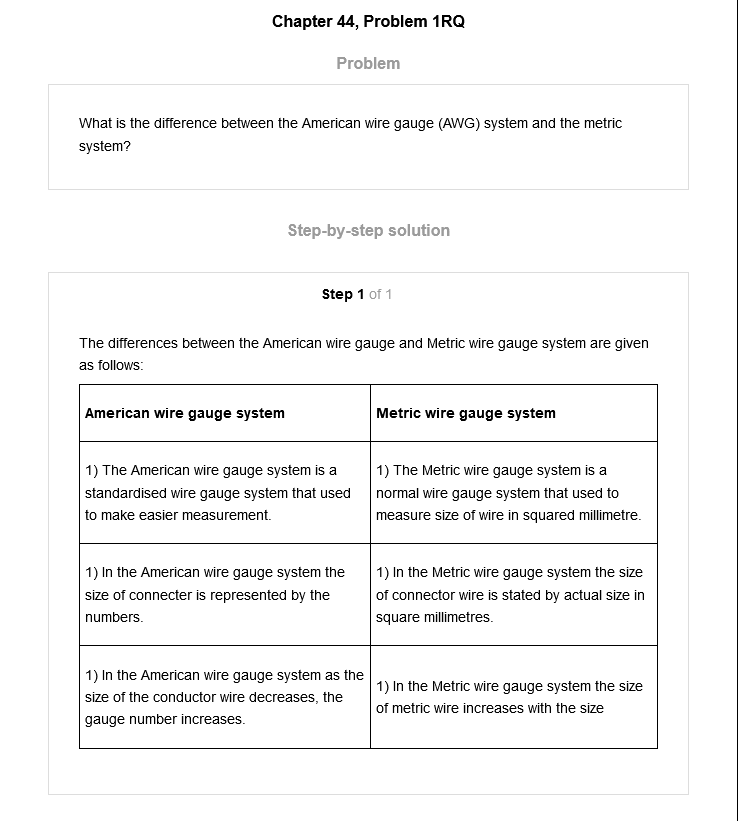 Chapter 44, Problem 1RQ
Problem
What is the difference between the American wire gauge (AWG) system and the metric
system?
Step-by-step solution
Step 1 of 1
The differences between the American wire gauge and Metric wire gauge system are given
as follows:
American wire gauge system
Metric wire gauge system
1) The American wire gauge system is a
standardised wire gauge system that used
to make easier measurement.
1) The Metric wire gauge system is a
normal wire gauge system that used to
measure size of wire in squared millimetre.
1) In the American wire gauge system the
size of connecter is represented by the
numbers.
1) In the Metric wire gauge system the size
of connector wire is stated by actual size in
square millimetres.
1) In the American wire gauge system as the
size of the conductor wire decreases, the
gauge number increases.
1) In the Metric wire gauge system the size
of metric wire increases with the size